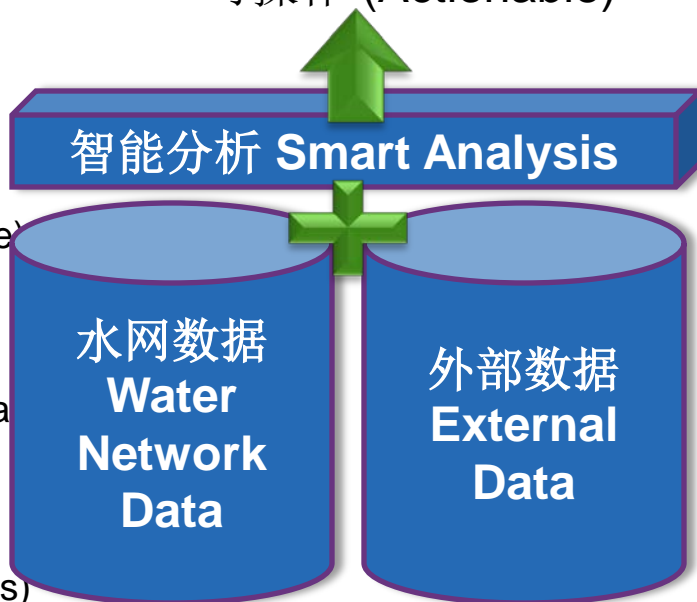 (Actionable)
智能分析 Smart Analysis
水网数据
Water
Network
Data
外部数据
External
Data